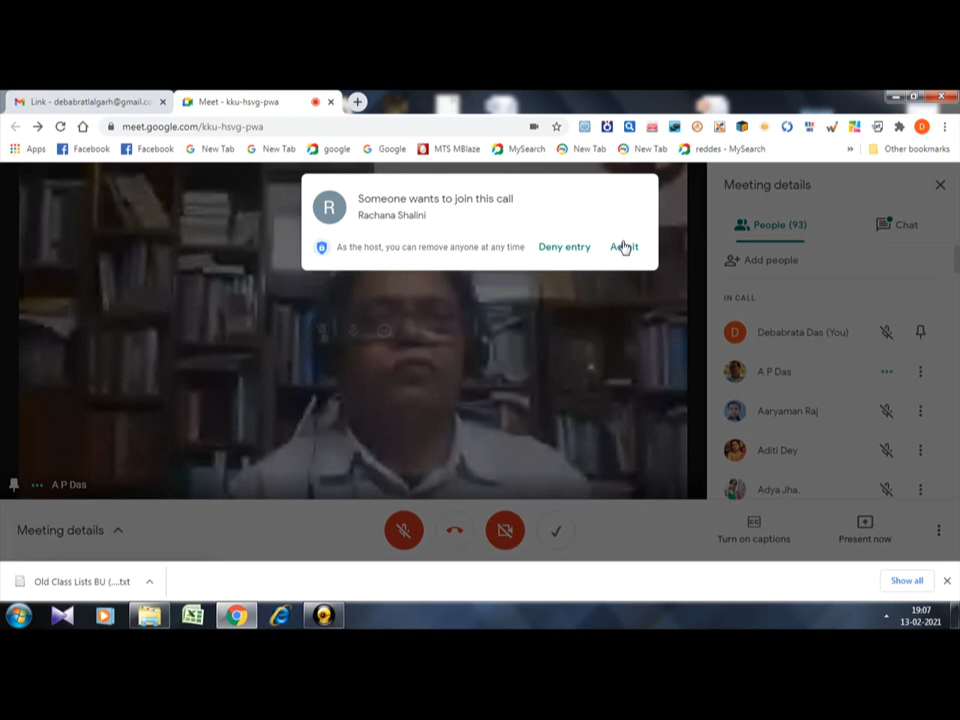 Link - debabratlalgarh@gmail.co
Meet - kku-hsvg-pwa
meet.google.com/kku-hsvg-pwa
D
Apps Facebook Facebook New Tab New Tab google Google MTS MBlaze MySearch New Tab New Tab reddes - MySearch » Other bookmarks
R
Someone wants to join this call
Rachana Shalini
As the host, you can remove anyone at any time
Deny entry
Meeting details
People (93)
Chat
Add people
IN CALL
D
Debabrata Das (You)
A P Das
Aaryaman Raj
Aditi Dey
Adya Jha.
A P Das
Meeting details
Turn on captions
Present now
Old Class Lists BU (....txt
Show all
19:07
13-02-2021